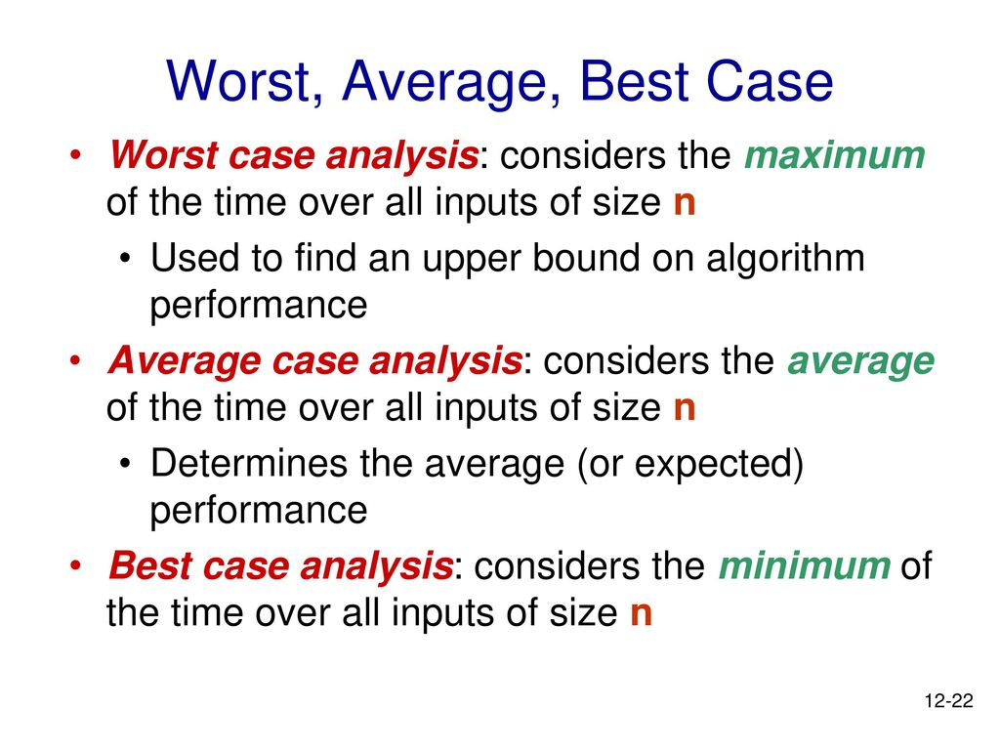 Worst, Average, Best Case
• Worst case analysis: considers the maximum
of the time over all inputs of size n
• Used to find an upper bound on algorithm
performance
• Average case analysis: considers the average
of the time over all inputs of size n
• Determines the average (or expected)
performance
• Best case analysis: considers the minimum of
the time over all inputs of size n
12-22